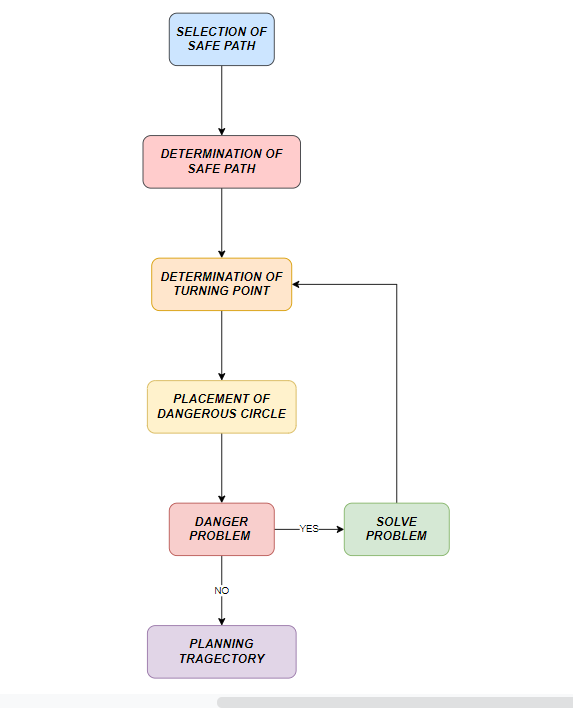 SELECTION OF
SAFE PATH
DETERMINATION OF
SAFE PATH
DETERMINATION OF
TURNING POINT
PLACEMENT OF
DANGEROUS CIRCLE
DANGER
PROBLEM
YES
SOLVE
PROBLEM
NO
PLANNING
TRAGECTORY